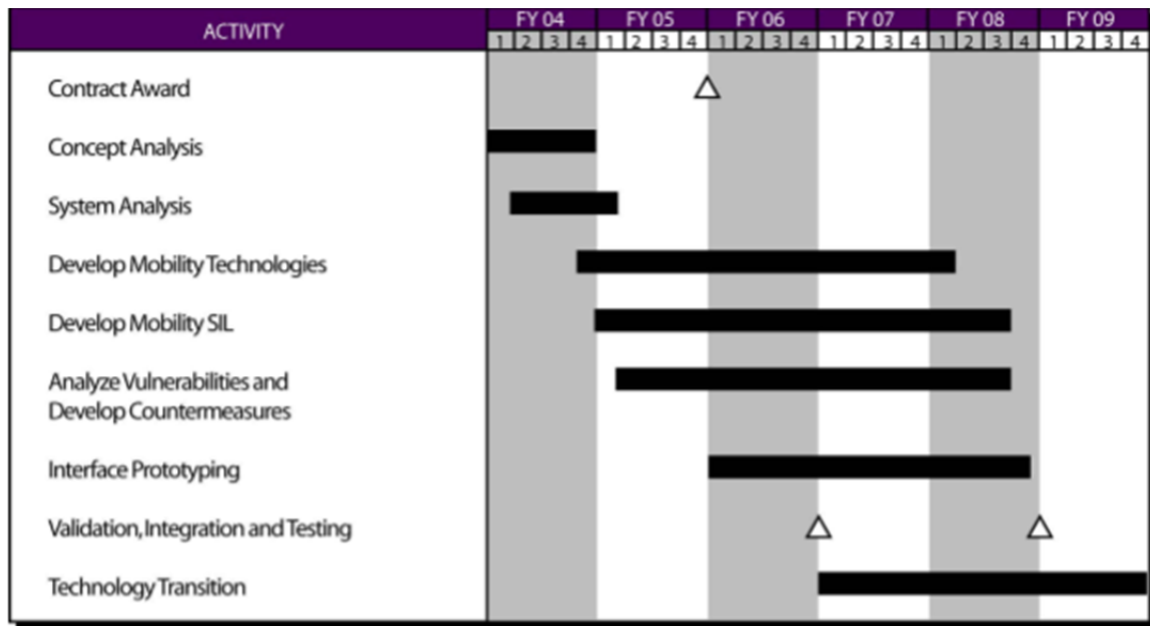 ACTIVITY
FY 04 FY 05 FY 06 FY 07 FY 08 FY 09
1 2 3 4 1 2 3 4 1 2 3 4 1 2 3 4 1 2 3 4 1 2 3 4
Contract Award
Concept Analysis
System Analysis
Develop Mobility Technologies
Develop Mobility SIL
Analyze Vulnerabilities and
Develop Countermeasures
Interface Prototyping
Validation, Integration and Testing
Technology Transition